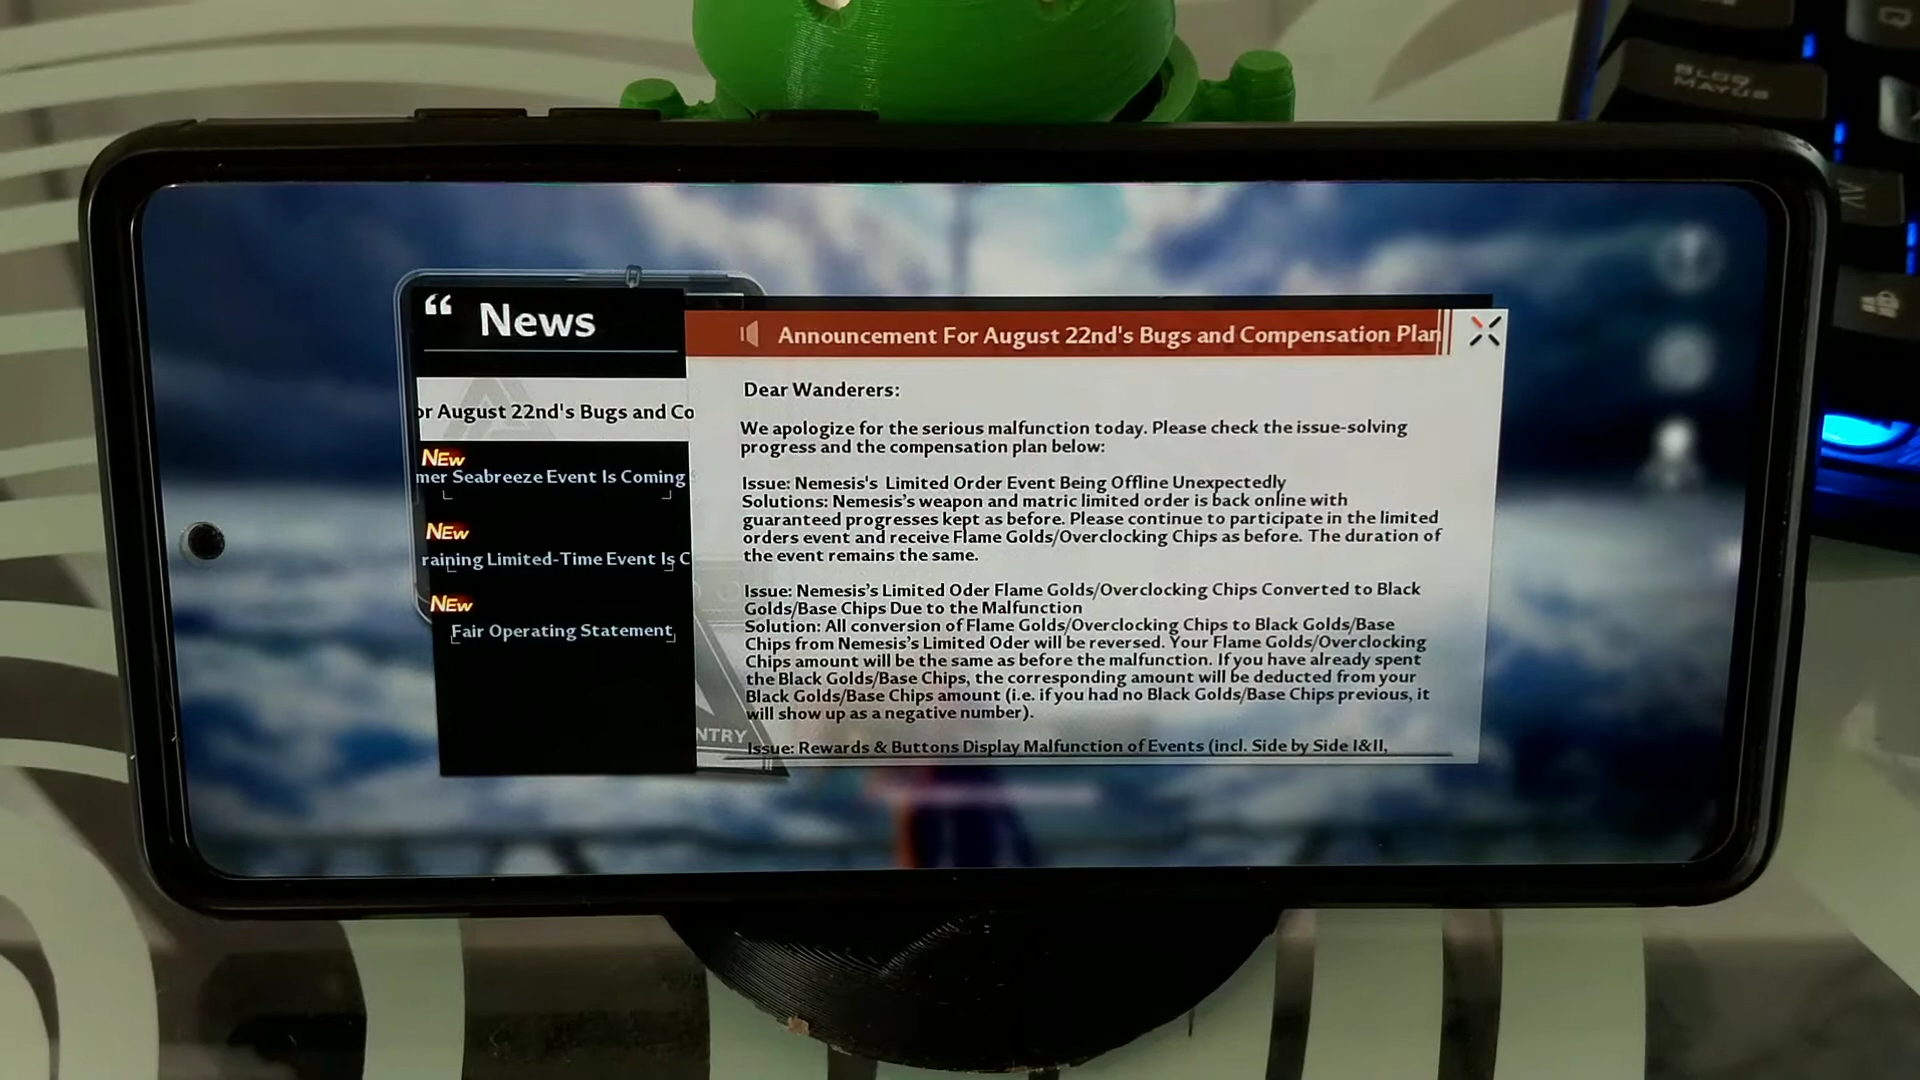 BLOQ
MAYUS
“ News
or August 22nd's Bugs and Co
NEW
mer Seabreeze Event Is Coming
NEW
raining Limited-Time Event Is C
NEW
Fair Operating Statement
Announcement For August 22nd's Bugs and Compensation Plan
Dear Wanderers:
We apologize for the serious malfunction today. Please check the issue-solving
progress and the compensation plan below:
Issue: Nemesis's Limited Order Event Being Offline Unexpectedly
Solutions: Nemesis's weapon and matric limited order is back online with
guaranteed progresses kept as before. Please continue to participate in the limited
orders event and receive Flame Golds/Overclocking Chips as before. The duration of
the event remains the same.
Issue: Nemesis's Limited Oder Flame Golds/Overclocking Chips Converted to Black
Golds/Base Chips Due to the Malfunction
Solution: All conversion of Flame Golds/Overclocking Chips to Black Golds/Base
Chips from Nemesis's Limited Oder will be reversed. Your Flame Golds/Overclocking
Chips amount will be the same as before the malfunction. If you have already spent
the Black Golds/Base Chips, the corresponding amount will be deducted from your
Black Golds/Base Chips amount (i.e. if you had no Black Golds/Base Chips previous, it
will show up as a negative number).
NTRY
Issue: Rewards & Buttons Display Malfunction of Events (incl. Side by Side I&II,